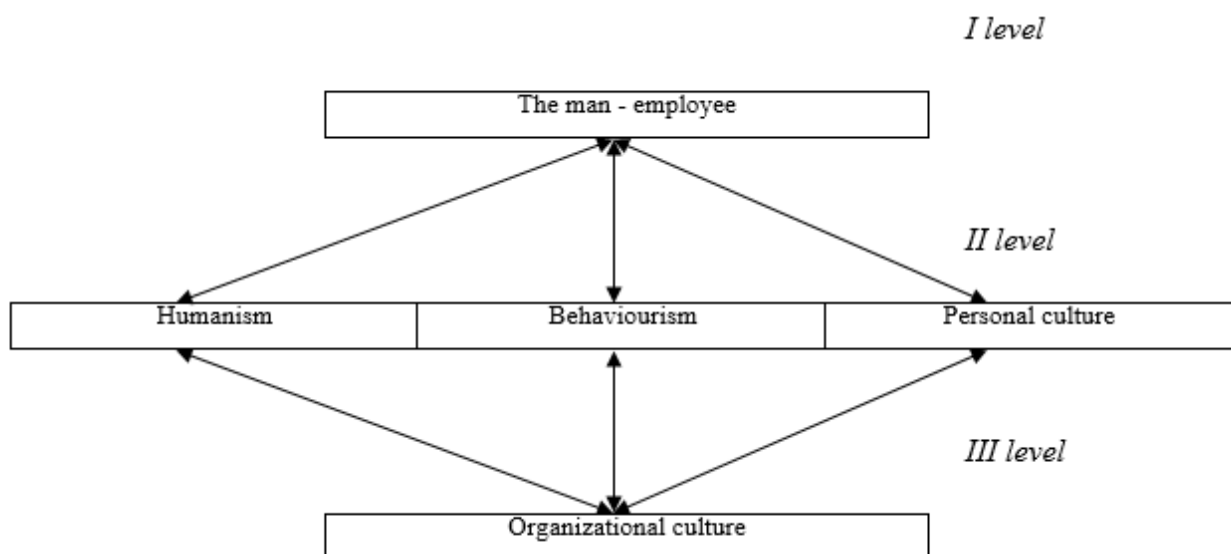 I level
The man - employee
II level
Humanism
Behaviourism
Personal culture
III level
Organizational culture